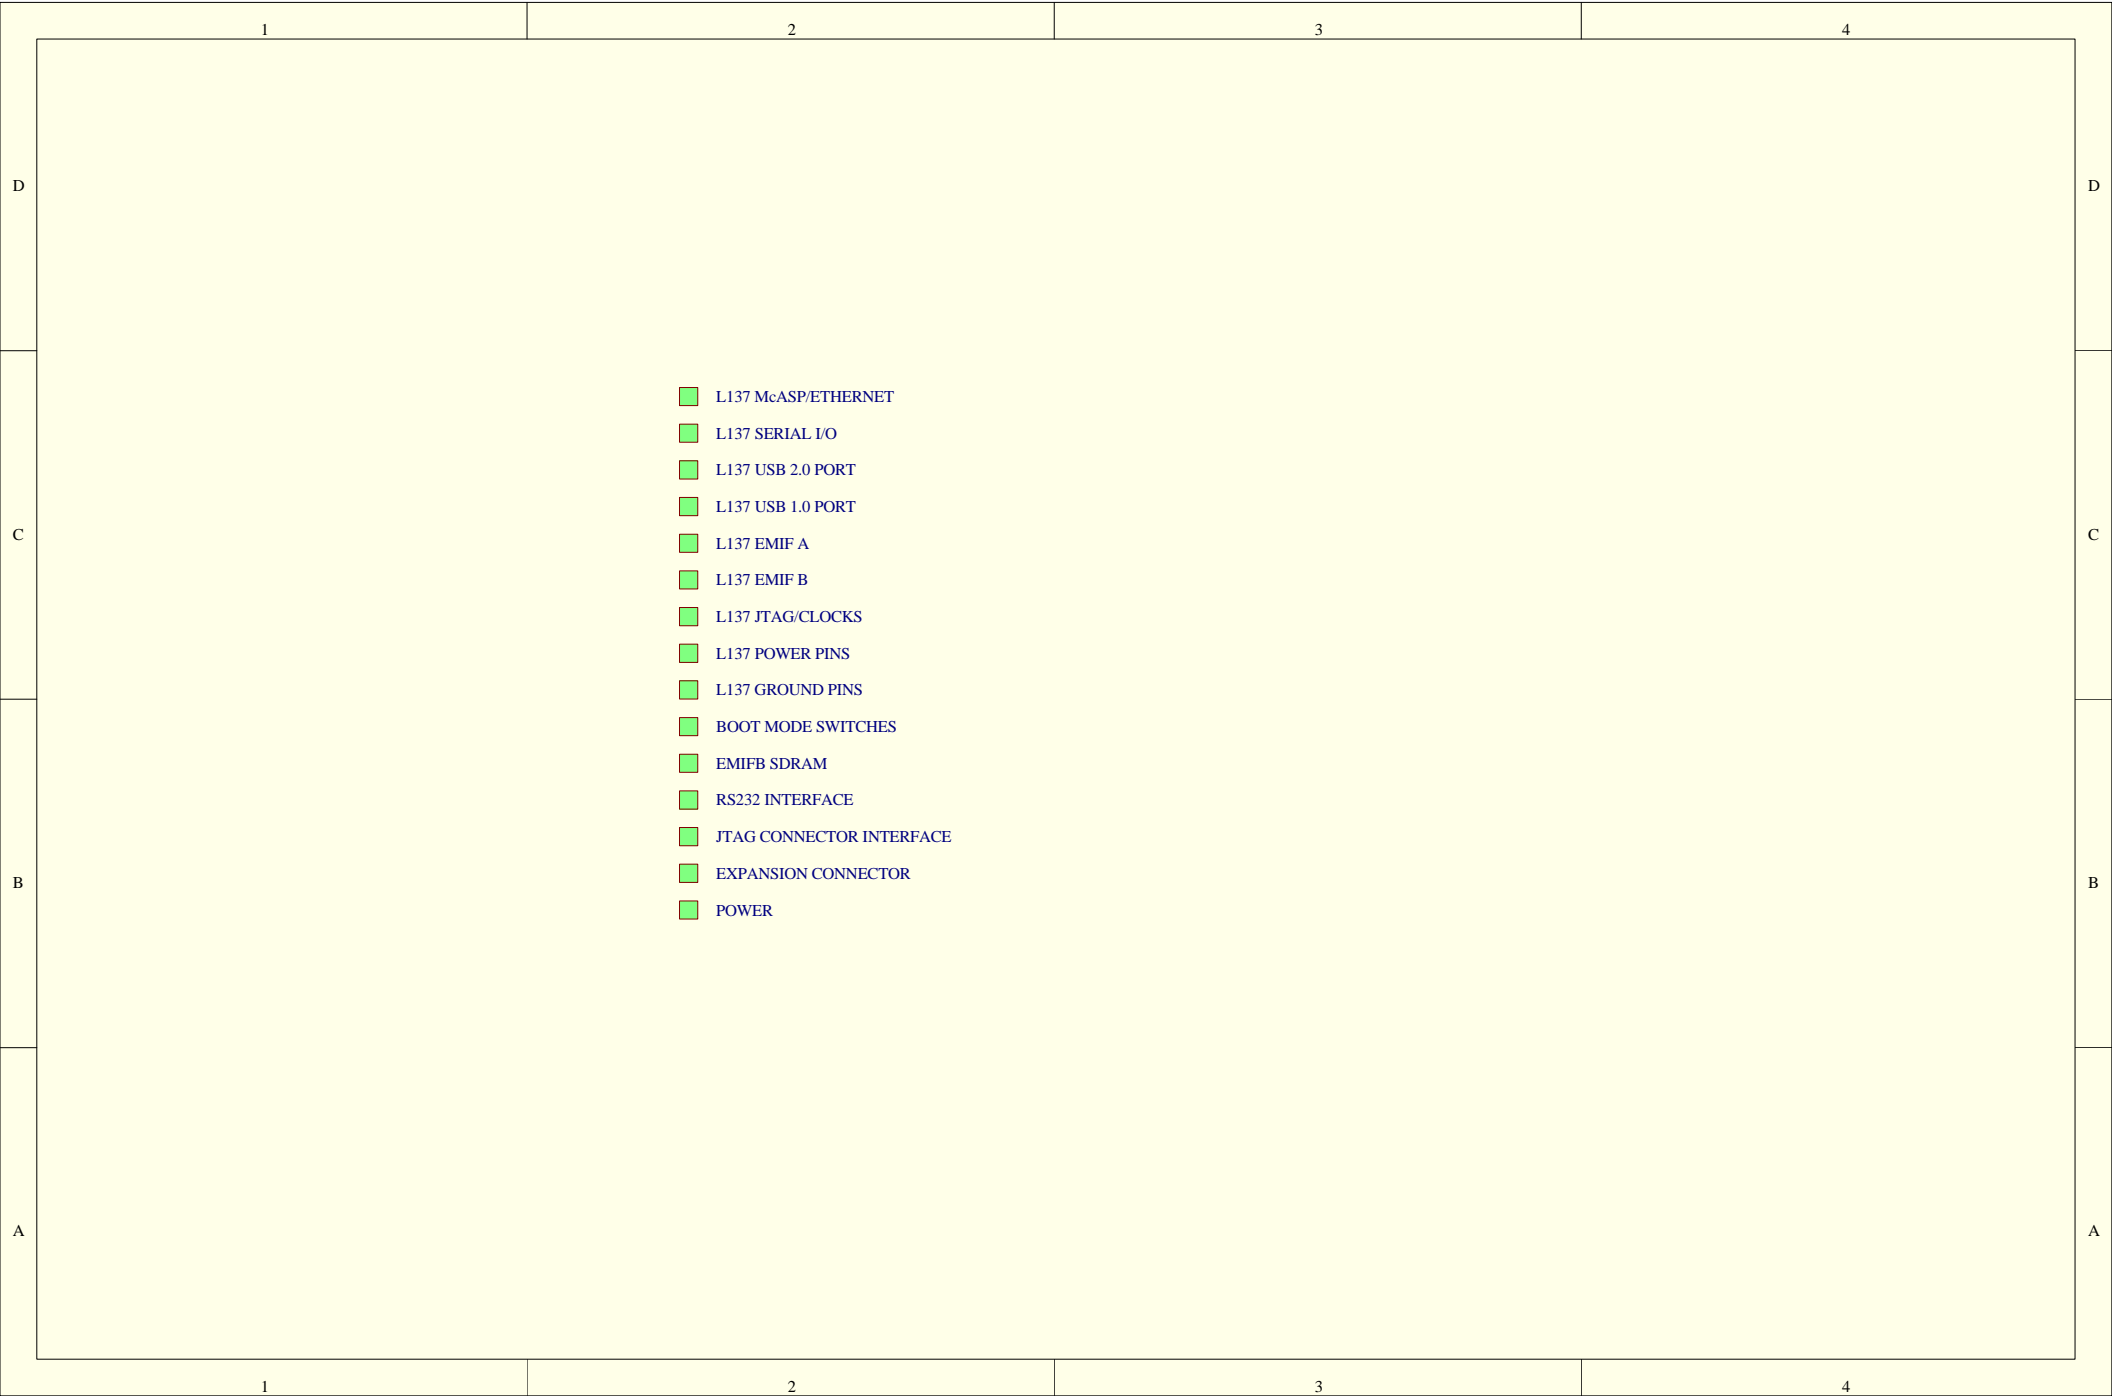 1 2 3 4
D D
L137 McASP/ETHERNET
L137 SERIAL I/O
L137 USB 2.0 PORT
L137 USB 1.0 PORT
L137 EMIF A
C C
L137 EMIF B
L137 JTAG/CLOCKS
L137 POWER PINS
L137 GROUND PINS
BOOT MODE SWITCHES
EMIFB SDRAM
RS232 INTERFACE
JTAG CONNECTOR INTERFACE
EXPANSION CONNECTOR
B B
POWER
A A
1 2 3 4